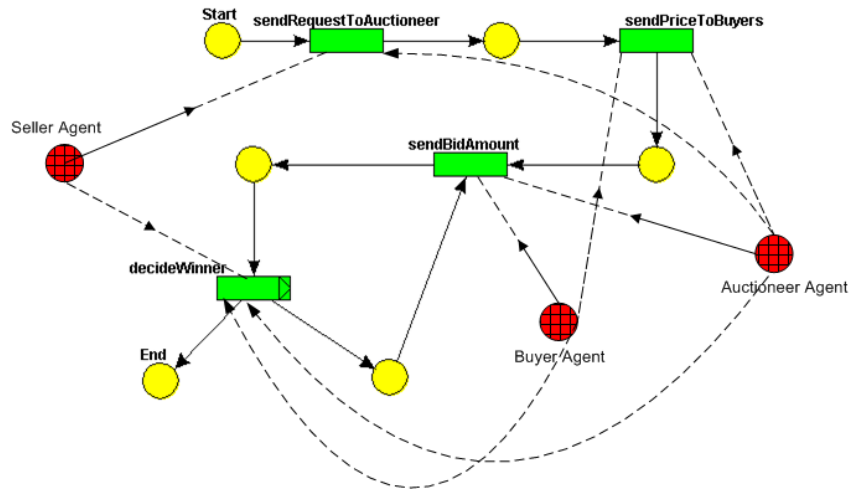 Start
sendRequestToAuctioneer
sendPriceToBuyers
Seller Agent
sendBidAmount
decideWinner
Auctioneer Agent
End
Buyer Agent